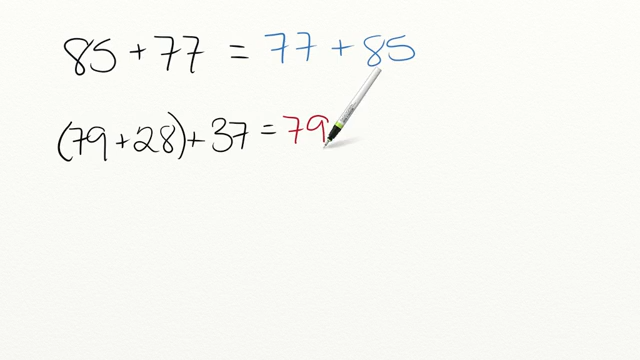 85 + 77 = 77 + 85
(79 + 28) + 37 = 79